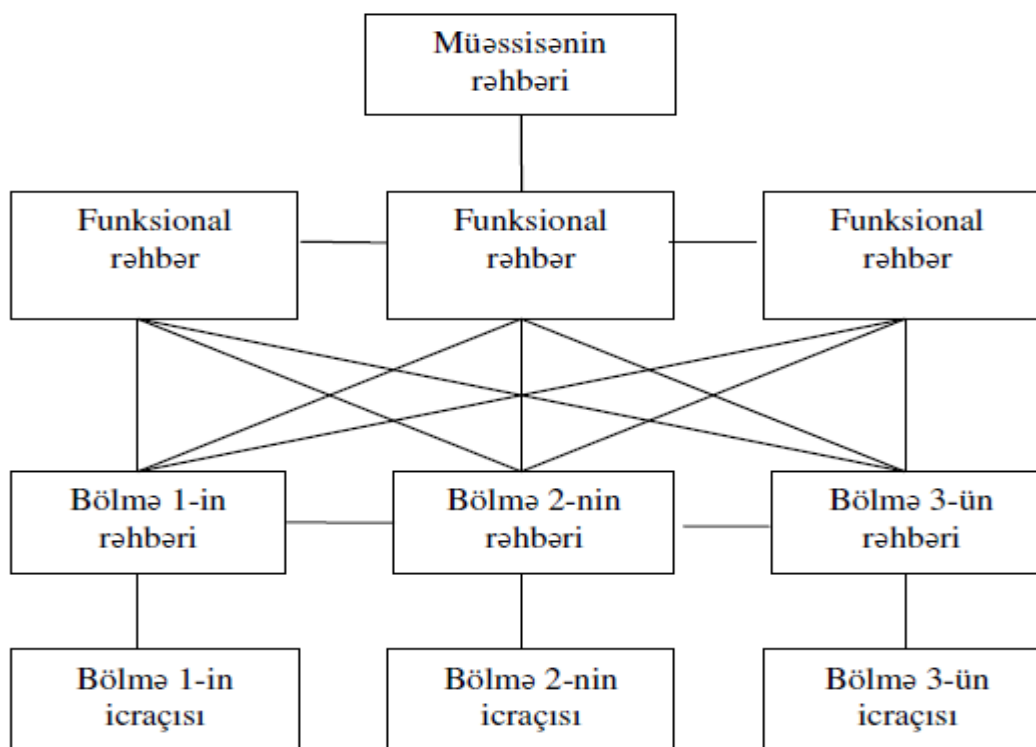 Müəssisənin
rəhbəri
Funksional
rəhbər
Funksional
rəhbər
Funksional
rəhbər
Bölmə 1-in
rəhbəri
Bölmə 2-nin
rəhbəri
Bölmə 3-ün
rəhbəri
Bölmə 1-in
icraçısı
Bölmə 2-nin
icraçısı
Bölmə 3-ün
icraçısı